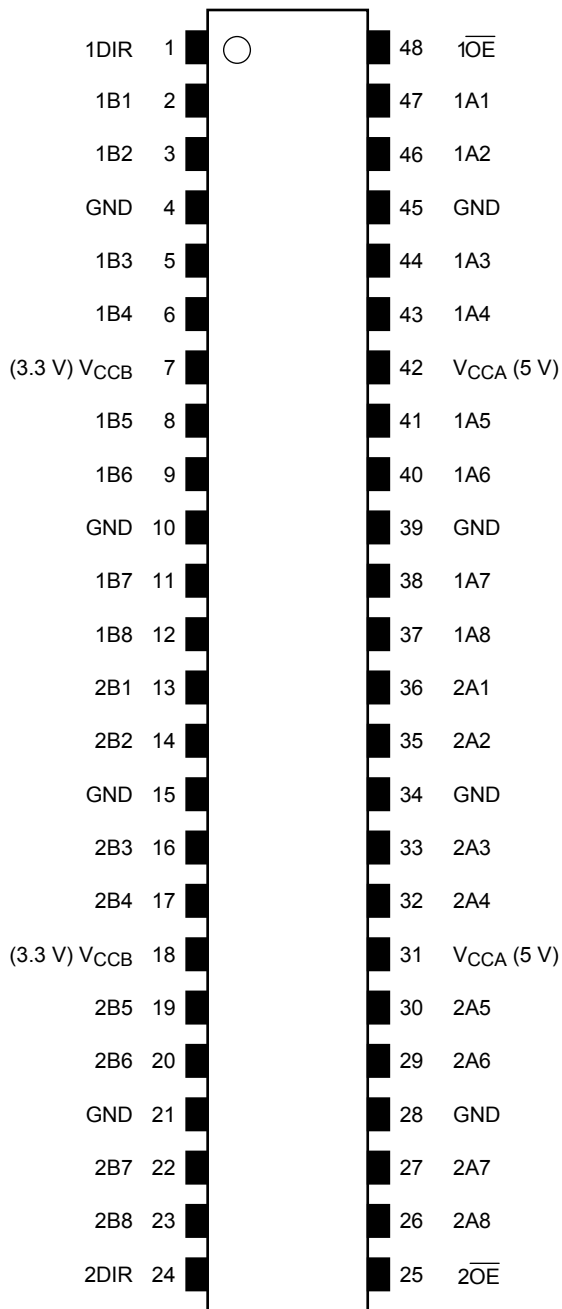 1DIR 1 48 1O̅E̅
1B1 2 47 1A1
1B2 3 46 1A2
GND 4 45 GND
1B3 5 44 1A3
1B4 6 43 1A4
(3.3 V) VCCB 7 42 VCCA (5 V)
1B5 8 41 1A5
1B6 9 40 1A6
GND 10 39 GND
1B7 11 38 1A7
1B8 12 37 1A8
2B1 13 36 2A1
2B2 14 35 2A2
GND 15 34 GND
2B3 16 33 2A3
2B4 17 32 2A4
(3.3 V) VCCB 18 31 VCCA (5 V)
2B5 19 30 2A5
2B6 20 29 2A6
GND 21 28 GND
2B7 22 27 2A7
2B8 23 26 2A8
2DIR 24 25 2O̅E̅